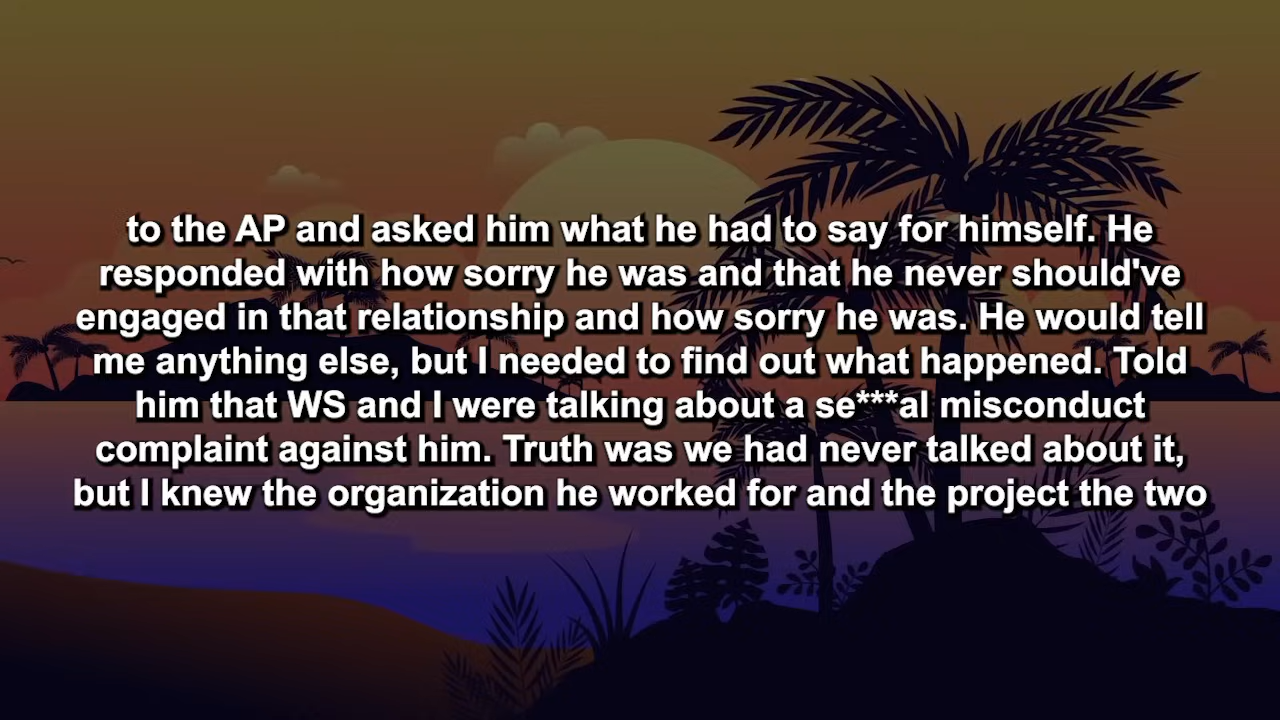 to the AP and asked him what he had to say for himself. He
responded with how sorry he was and that he never should've
engaged in that relationship and how sorry he was. He would tell
me anything else, but I needed to find out what happened. Told
him that WS and I were talking about a se***al misconduct
complaint against him. Truth was we had never talked about it,
but I knew the organization he worked for and the project the two